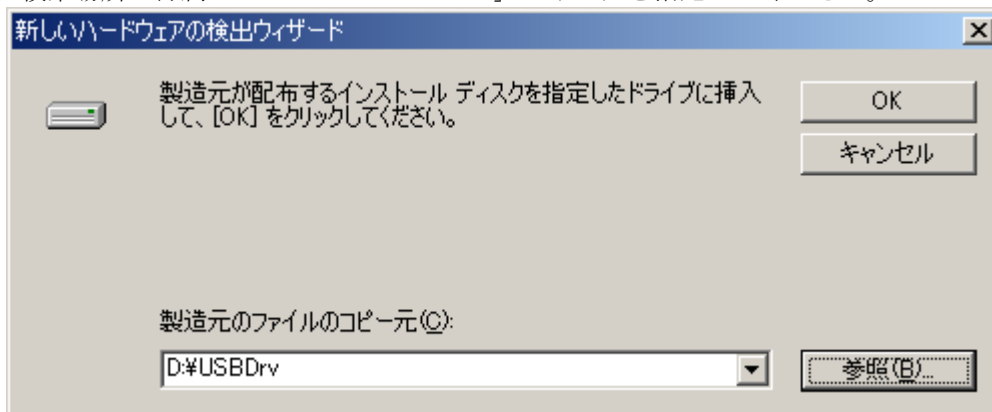 新しいハードウェアの検出ウィザード
製造元が配布するインストール ディスクを指定したドライブに挿入
して、[OK] をクリックしてください。
OK
キャンセル
製造元のファイルのコピー元(C):
D:¥USBDrv
参照(B)...